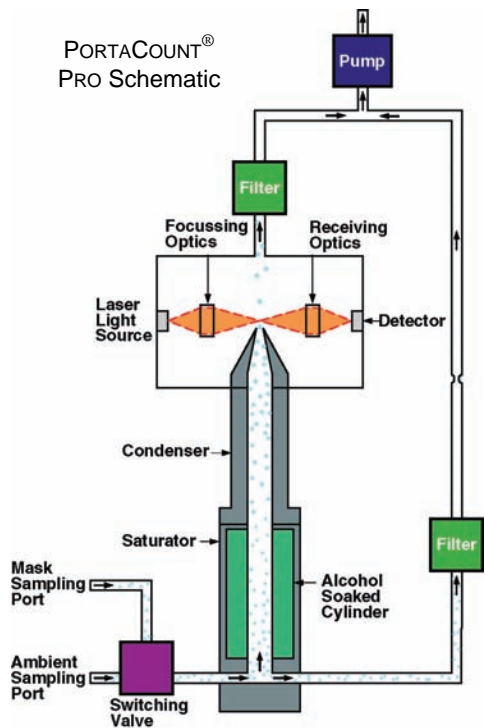 PORTACOUNT®
PRO Schematic
Pump
Filter
Focussing
Optics
Receiving
Optics
Laser
Light
Source
Detector
Condenser
Saturator
Filter
Mask
Sampling
Port
Alcohol
Soaked
Cylinder
Ambient
Sampling
Port
Switching
Valve